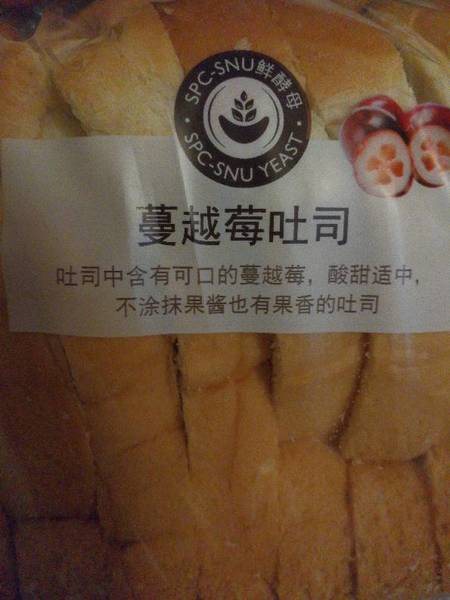 SPC-SNU鲜酵母
SPC-SNU YEAST
蔓越莓吐司
吐司中含有可口的蔓越莓，酸甜适中，
不涂抹果酱也有果香的吐司